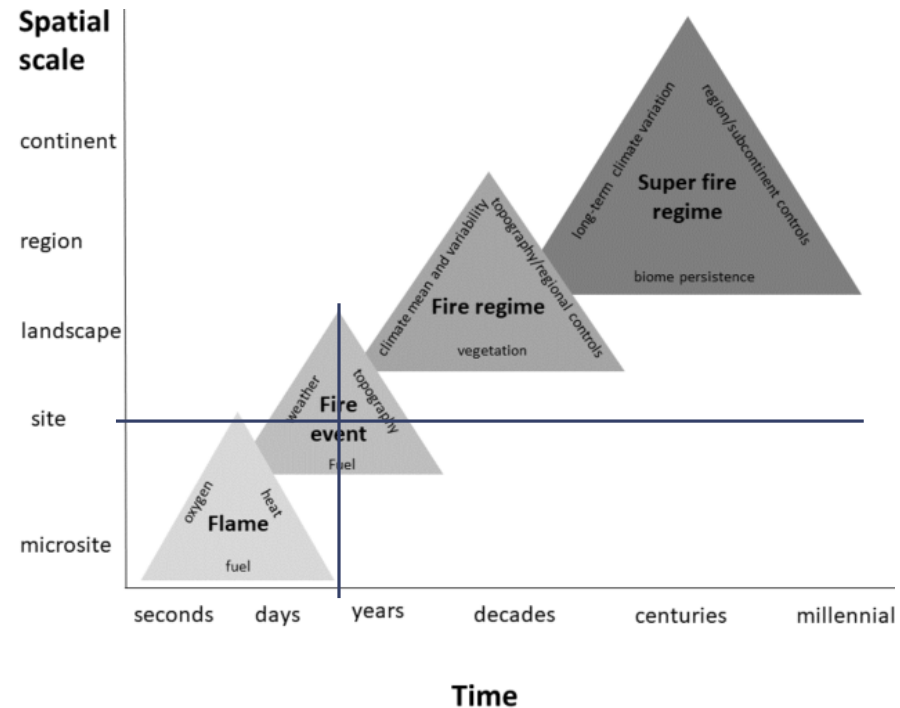 Spatial
scale
continent
region
landscape
site
microsite
long-term climate variation
region/subcontinent controls
Super fire
regime
biome persistence
climate mean and variability
topography/regional controls
Fire regime
vegetation
weather
topography
Fire
event
Fuel
oxygen
heat
Flame
fuel
seconds
days
years
decades
centuries
millennial
Time